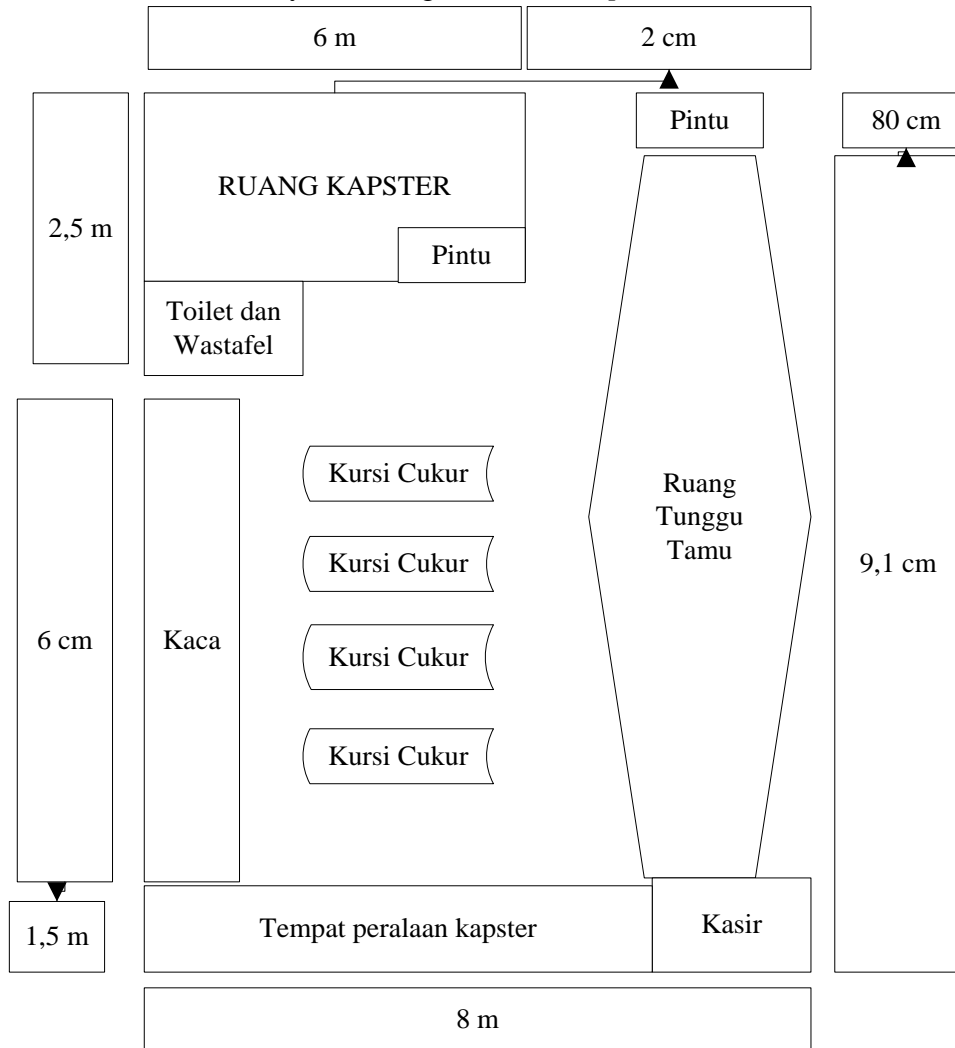 6 m
2 cm
Pintu
80 cm
RUANG KAPSTER
2,5 m
Pintu
Toilet dan
Wastafel
Kursi Cukur
Ruang
Tunggu
Tamu
Kursi Cukur
9,1 cm
6 cm
Kaca
Kursi Cukur
Kursi Cukur
1,5 m
Tempat peralaan kapster
Kasir
8 m